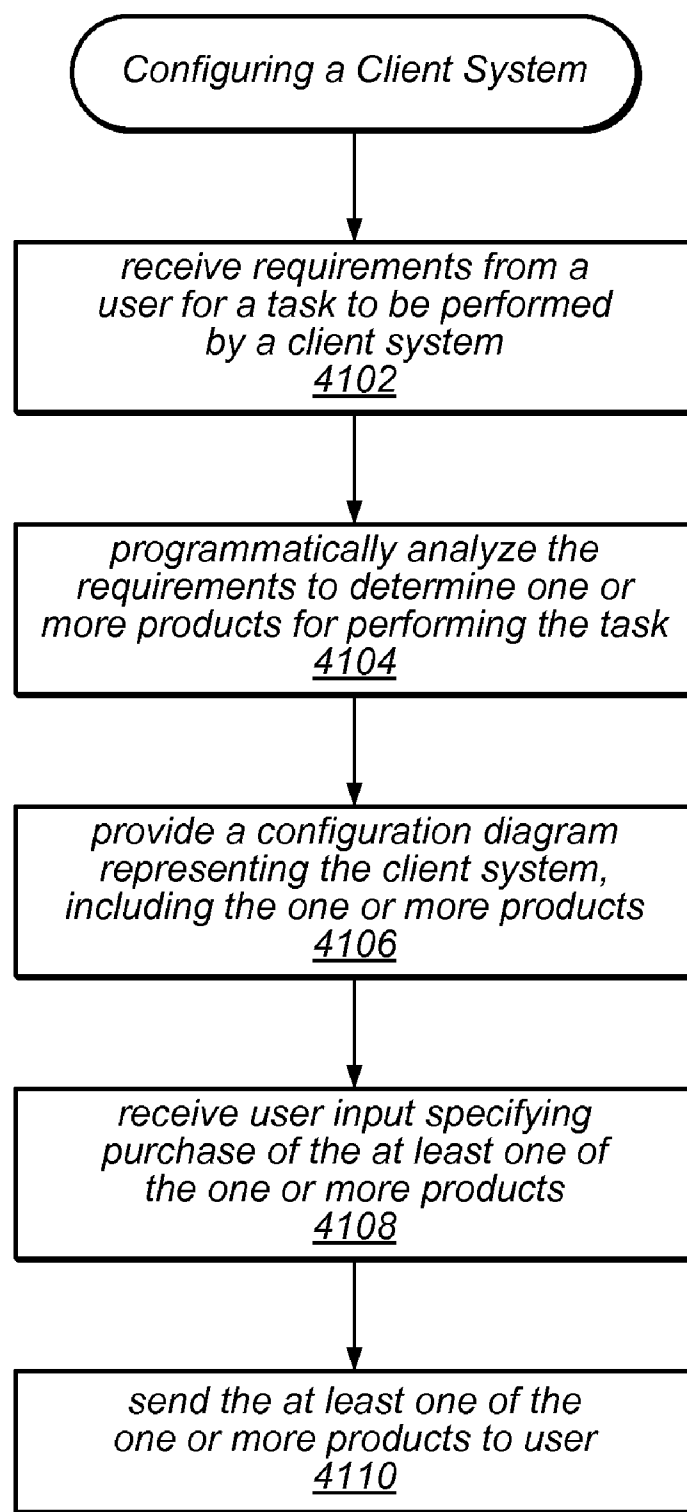 Configuring a Client System
receive requirements from a
user for a task to be performed
by a client system
4102
programmatically analyze the
requirements to determine one or
more products for performing the task
4104
provide a configuration diagram
representing the client system,
including the one or more products
4106
receive user input specifying
purchase of the at least one of
the one or more products
4108
send the at least one of the
one or more products to user
4110